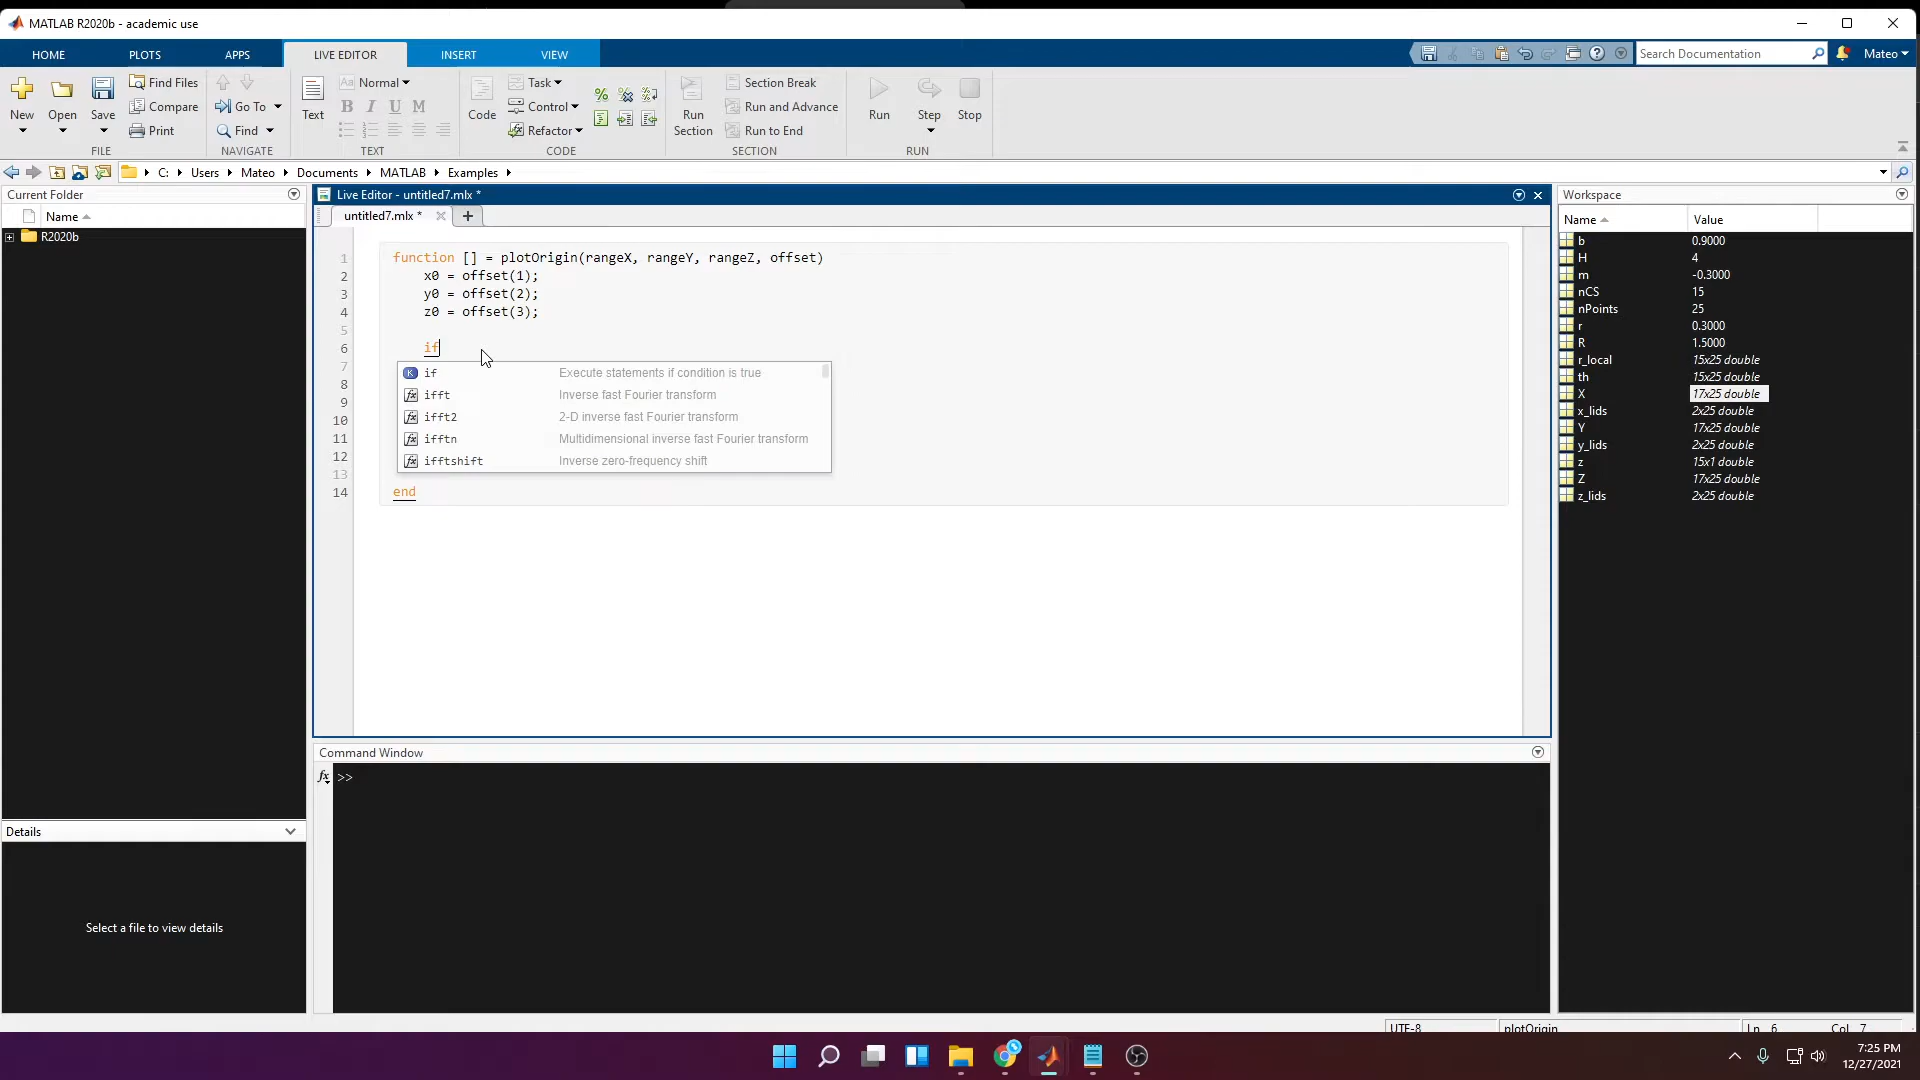 MATLAB R2020b - academic use
HOME PLOTS APPS LIVE EDITOR INSERT VIEW
Search Documentation
Mateo
New
Open
Save
Find Files
Compare
Print
FILE
Go To
Find
NAVIGATE
Text
Normal
B I U M
TEXT
Code
Task
Control
Refactor
CODE
Run Section
Section Break
Run and Advance
Run to End
SECTION
Run
Step
Stop
RUN
C: Users Mateo Documents MATLAB Examples
Current Folder
Name
R2020b
Details
Select a file to view details
Live Editor - untitled7.mlx *
untitled7.mlx *
1 function [] = plotOrigin(rangeX, rangeY, rangeZ, offset)
2 x0 = offset(1);
3 y0 = offset(2);
4 z0 = offset(3);
5
6 if
7
8
9
10
11
12
13
14 end
if Execute statements if condition is true
ifft Inverse fast Fourier transform
ifft2 2-D inverse fast Fourier transform
ifftn Multidimensional inverse fast Fourier transform
ifftshift Inverse zero-frequency shift
Command Window
fx >>
Workspace
Name Value
b 0.9000
H 4
m -0.3000
nCS 15
nPoints 25
r 0.3000
R 1.5000
r_local 15x25 double
th 15x25 double
X 17x25 double
x_lids 2x25 double
Y 17x25 double
y_lids 2x25 double
z 15x1 double
Z 17x25 double
z_lids 2x25 double
UTF-8 plotOrigin Ln 6 Col 7
7:25 PM
12/27/2021